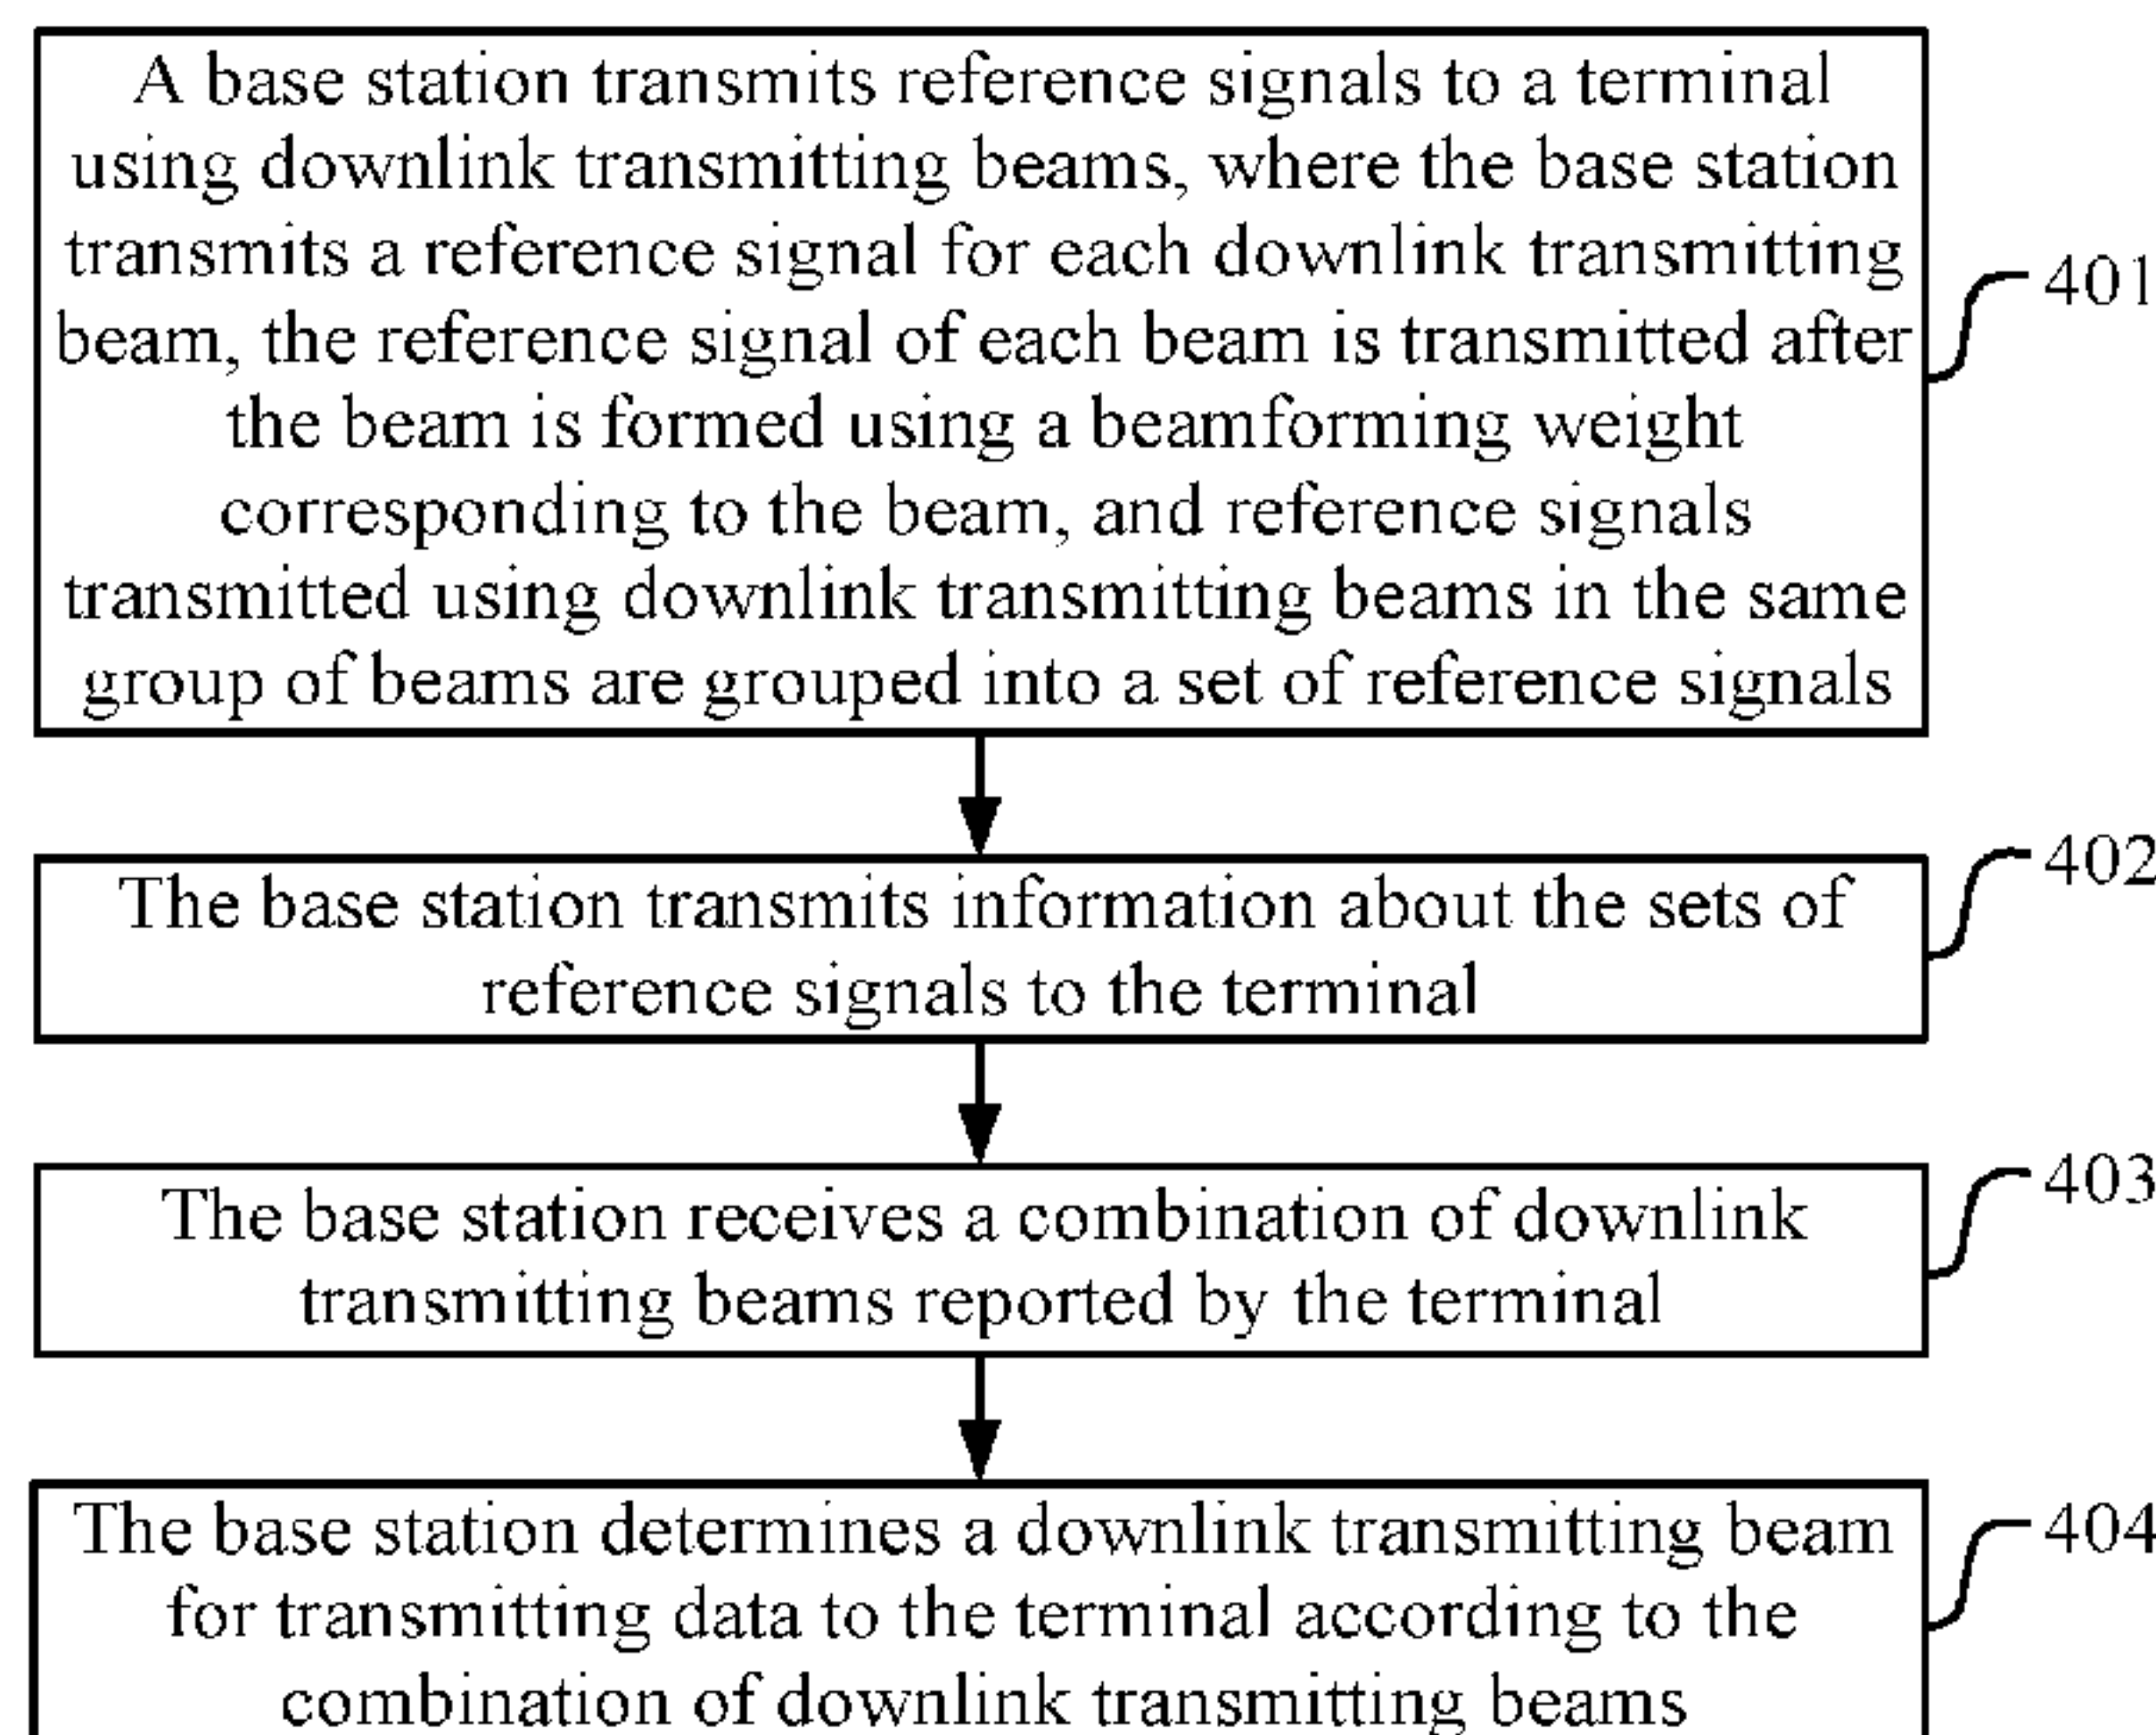 A base station transmits reference signals to a terminal
using downlink transmitting beams, where the base station
transmits a reference signal for each downlink transmitting
beam, the reference signal of each beam is transmitted after
the beam is formed using a beamforming weight
corresponding to the beam, and reference signals
transmitted using downlink transmitting beams in the same
group of beams are grouped into a set of reference signals
401
The base station transmits information about the sets of
reference signals to the terminal
402
The base station receives a combination of downlink
transmitting beams reported by the terminal
403
The base station determines a downlink transmitting beam
for transmitting data to the terminal according to the
combination of downlink transmitting beams
404